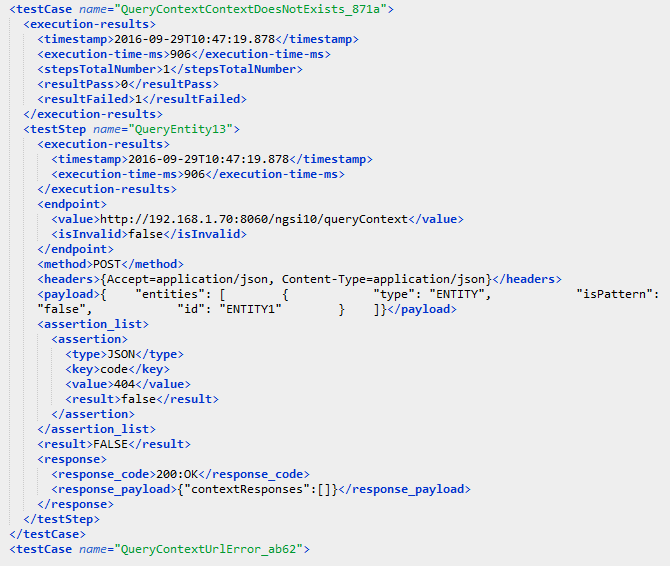 <testCase name="QueryContextContextDoesNotExists_871a">
<execution-results>
<timestamp>2016-09-29T10:47:19.878</timestamp>
<execution-time-ms>906</execution-time-ms>
<stepsTotalNumber>1</stepsTotalNumber>
<resultPass>0</resultPass>
<resultFailed>1</resultFailed>
</execution-results>
<testStep name="QueryEntity13">
<execution-results>
<timestamp>2016-09-29T10:47:19.878</timestamp>
<execution-time-ms>906</execution-time-ms>
</execution-results>
<endpoint>
<value>http://192.168.1.70:8060/ngsi10/queryContext</value>
<isInvalid>false</isInvalid>
</endpoint>
<method>POST</method>
<headers>{Accept=application/json, Content-Type=application/json}</headers>
<payload>{    "entities": [        {            "type": "ENTITY",            "isPattern":
"false",            "id": "ENTITY1"        }    ]}</payload>
<assertion_list>
<assertion>
<type>JSON</type>
<key>code</key>
<value>404</value>
<result>false</result>
</assertion>
</assertion_list>
<result>FALSE</result>
<response>
<response_code>200:OK</response_code>
<response_payload>{"contextResponses":[]}</response_payload>
</response>
</testStep>
</testCase>
<testCase name="QueryContextUrlError_ab62">